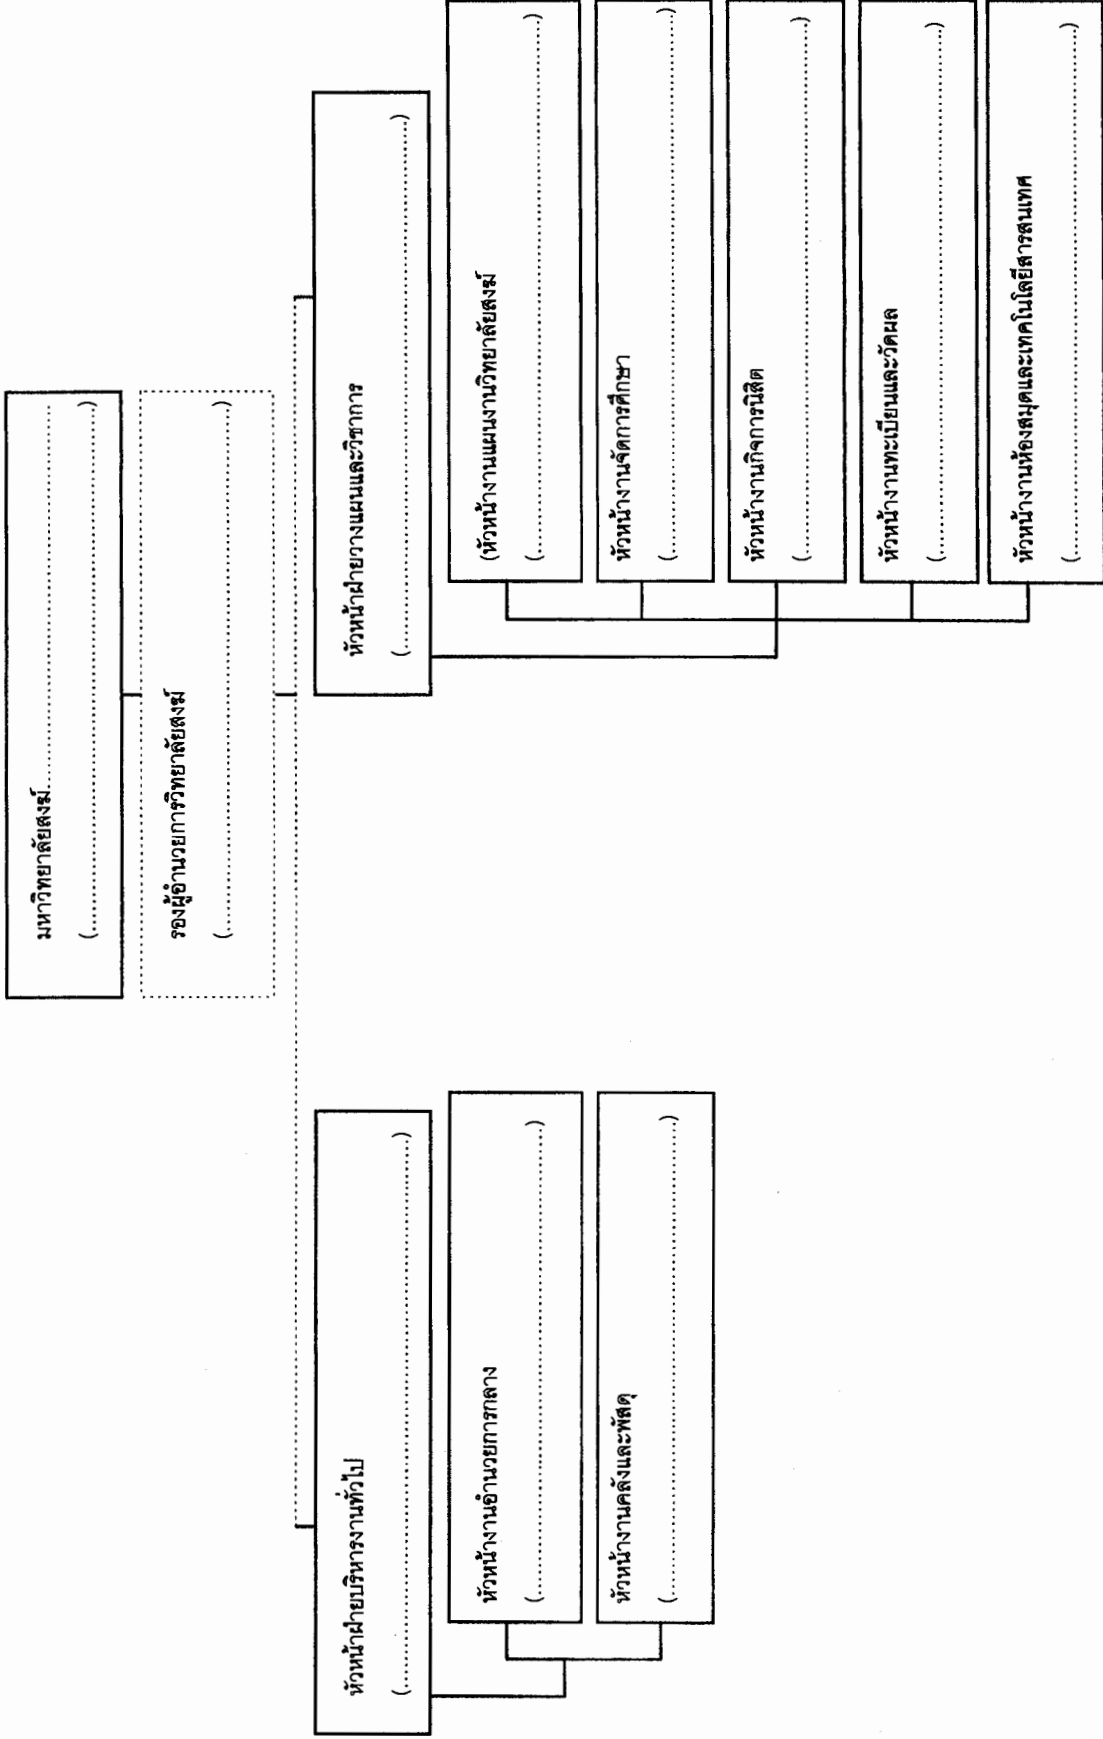 มหาวิทยาลัยสงฆ์........................................................
(................................................................................)
รองผู้อำนวยการวิทยาลัยสงฆ์
(................................................................................)
หัวหน้าฝ่ายบริหารงานทั่วไป
(................................................................................)
หัวหน้างานอำนวยการกลาง
(................................................................................)
หัวหน้างานคลังและพัสดุ
(................................................................................)
หัวหน้าฝ่ายวางแผนและวิชาการ
(................................................................................)
(หัวหน้างานแผนงานวิทยาลัยสงฆ์
(................................................................................)
หัวหน้างานจัดการศึกษา
(................................................................................)
หัวหน้างานกิจการนิสิต
(................................................................................)
หัวหน้างานทะเบียนและวัดผล
(................................................................................)
หัวหน้างานห้องสมุดและเทคโนโลยีสารสนเทศ
(................................................................................)